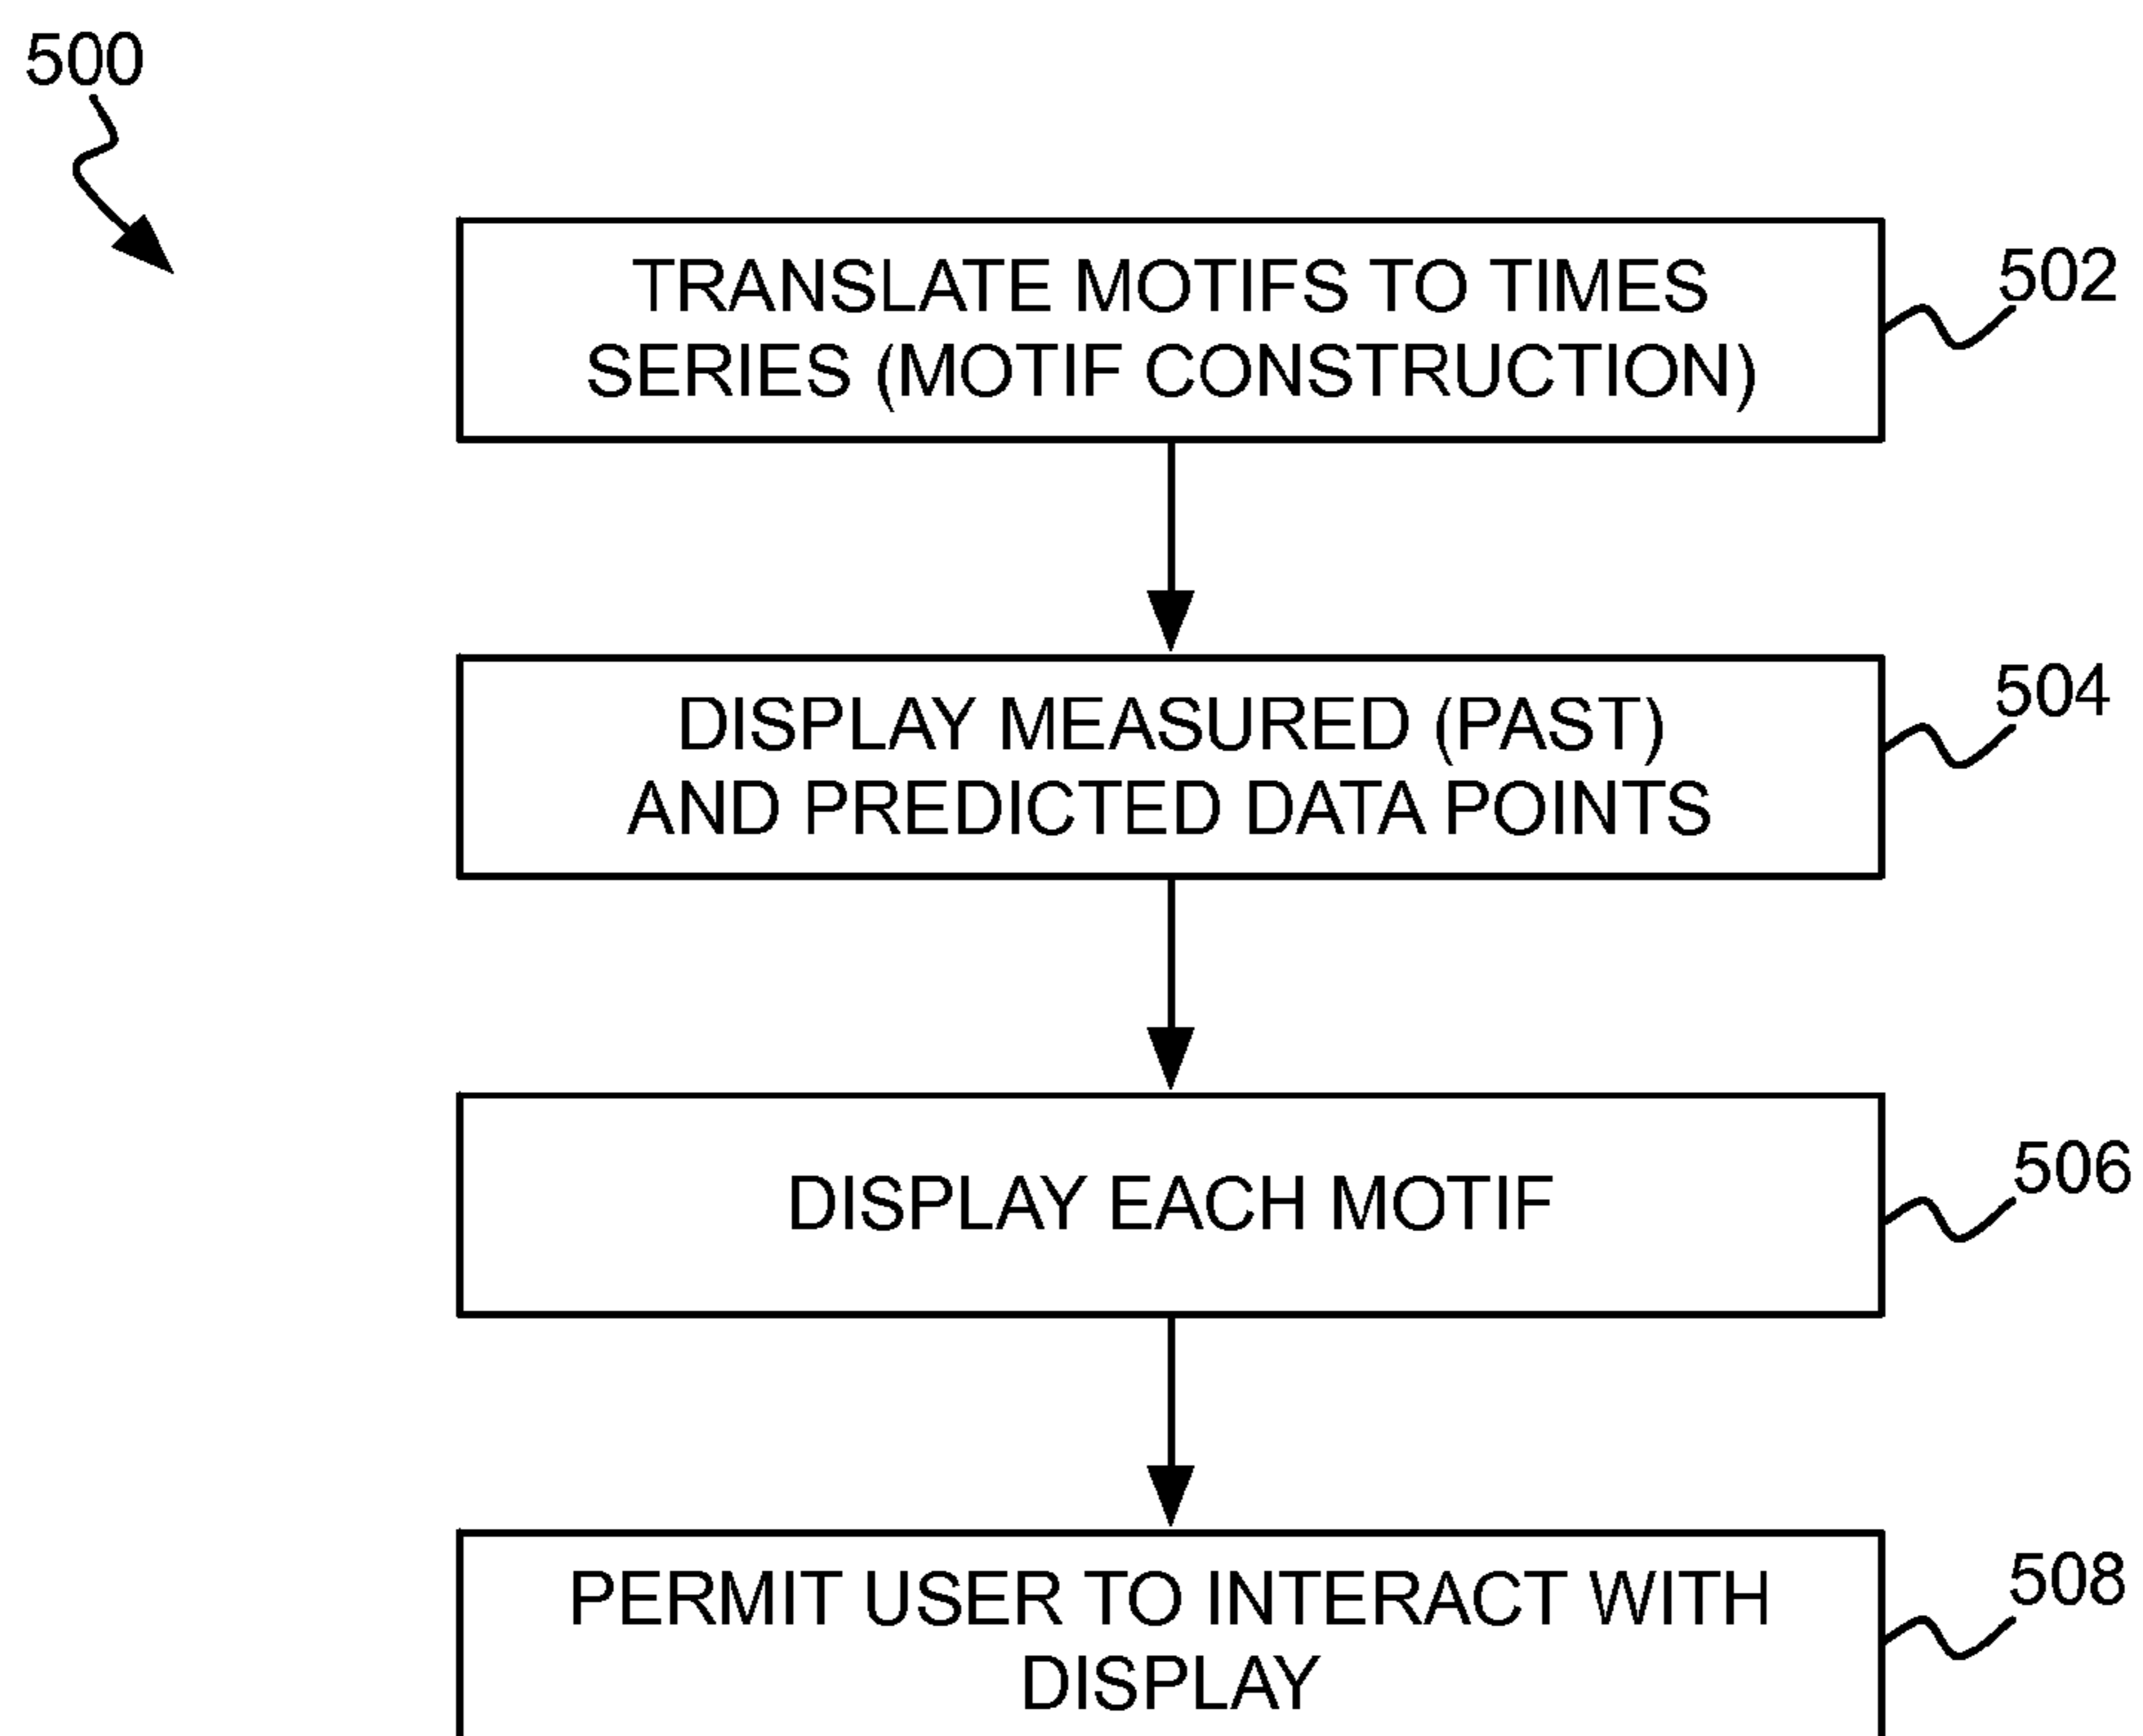 500
TRANSLATE MOTIFS TO TIMES
SERIES (MOTIF CONSTRUCTION)
502
DISPLAY MEASURED (PAST)
AND PREDICTED DATA POINTS
504
DISPLAY EACH MOTIF
506
PERMIT USER TO INTERACT WITH
DISPLAY
508